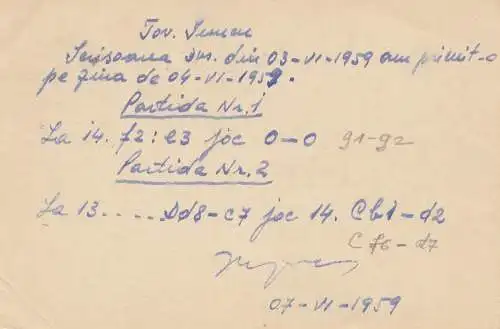 Tov. Simen
Scrisoarea Dvs. din 03-VI-1959 am primit-o
pe ziua de 04-VI-1959.
Partida Nr. 1
La 14. f2:e3 joc 0-0 g1-g2
Partida Nr. 2
La 13.....Dd8-c7 joc 14. Cb1-d2
C f6-d7
07-VI-1959